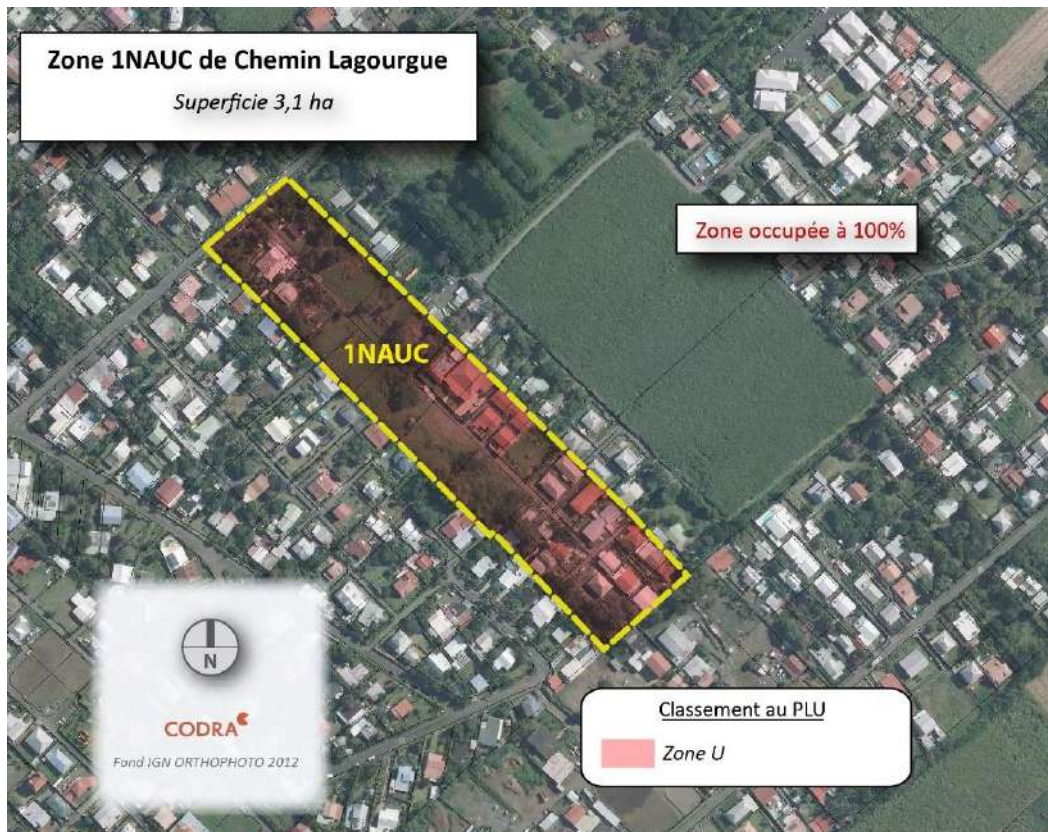 Zone 1NAUC de Chemin Lagourgue
Superficie 3,1 ha
Zone occupée à 100%
1NAUC
N
CODRA
Fond IGN ORTHOPHOTO 2012
Classement au PLU
Zone U